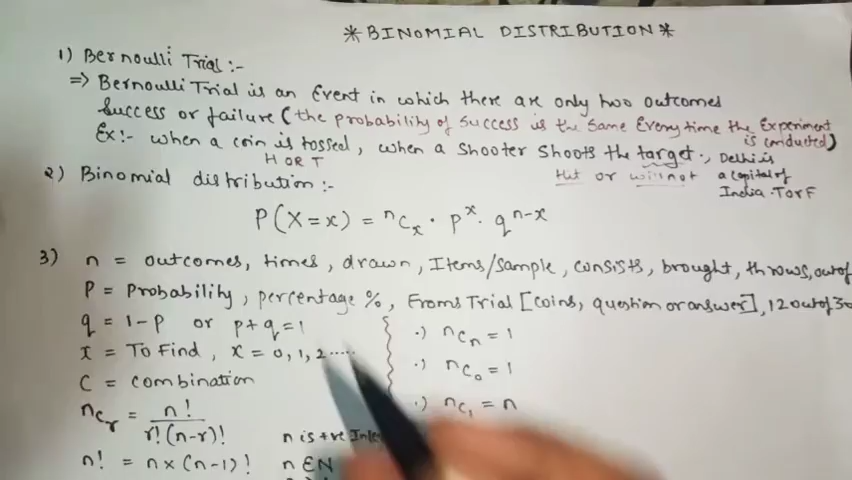 *BINOMIAL DISTRIBUTION*
1) Bernoulli Trial:-
=> Bernoulli Trial is an Event in which there are only two outcomes
Success or failure (the probability of Success is the Same Every time the Experiment
is conducted)
Ex:- when a coin is tossed, when a Shooter Shoots the target., Delhi is
H OR T
Hit or will not a capital of
India. T or F
2) Binomial distribution:-
P(X=x) = ⁿCₓ · pˣ · qⁿ⁻ˣ
3) n = outcomes, times, drawn, Items/sample, consists, brought, throws, out of
P = Probability, percentage %, From Trial [coins, question or answer], 12 out of 30
q = 1-p or p+q=1
x = To Find, x = 0, 1, 2.....
C = combination
nCr = n! / r!(n-r)!
n is +ve
n! = n×(n-1)! n ∈ N
·) nCn = 1
·) nC0 = 1
·) nC1 = n